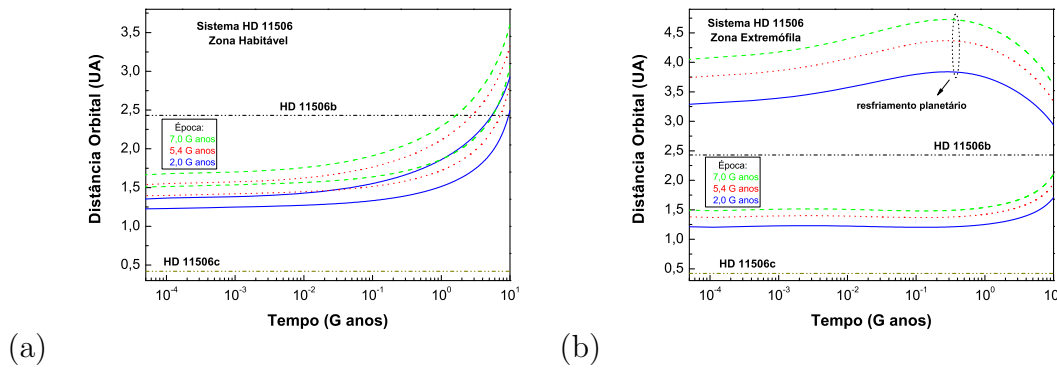 Sistema HD 11506
Zona Habitável
HD 11506b
Época:
7,0 G anos
5,4 G anos
2,0 G anos
HD 11506c
Distância Orbital (UA)
3,5
3,0
2,5
2,0
1,5
1,0
0,5
10^-4
10^-3
10^-2
10^-1
10^0
10^1
Tempo (G anos)
(a)
Sistema HD 11506
Zona Extremófila
resfriamento planetário
HD 11506b
Época:
7,0 G anos
5,4 G anos
2,0 G anos
HD 11506c
Distância Orbital (UA)
4,5
4,0
3,5
3,0
2,5
2,0
1,5
1,0
0,5
10^-4
10^-3
10^-2
10^-1
10^0
10^1
Tempo (G anos)
(b)